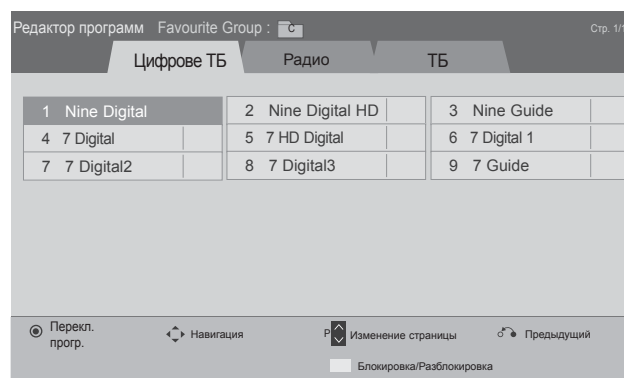 Редактор программ Favourite Group : C Стр. 1/1
Цифрове ТБ Радио ТБ
1 Nine Digital 2 Nine Digital HD 3 Nine Guide
4 7 Digital 5 7 HD Digital 6 7 Digital 1
7 7 Digital2 8 7 Digital3 9 7 Guide
Перекл. прогр. Навигация P Изменение страницы Предыдущий
Блокировка/Разблокировка